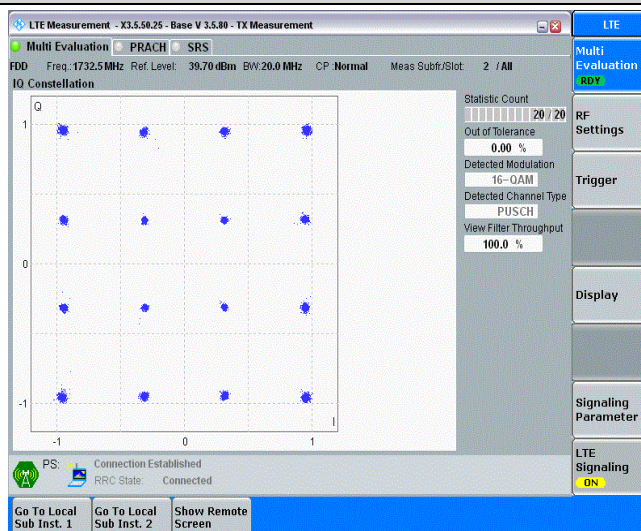 LTE Measurement - X3.5.50.25 - Base V 3.5.80 - TX Measurement
LTE
Multi Evaluation PRACH SRS
Multi
Evaluation
RDY
FDD Freq.:1732.5 MHz Ref. Level: 39.70 dBm BW:20.0 MHz CP :Normal Meas Subfr./Slot: 2 / All
IQ Constellation
Q
1
0
-1
-1 0 1
I
Statistic Count
20 / 20
Out of Tolerance
0.00 %
Detected Modulation
16-QAM
Detected Channel Type
PUSCH
View Filter Throughput
100.0 %
RF
Settings
Trigger
Display
Signaling
Parameter
LTE
Signaling
ON
PS: Connection Established
RRC State: Connected
Go To Local
Sub Inst. 1
Go To Local
Sub Inst. 2
Show Remote
Screen